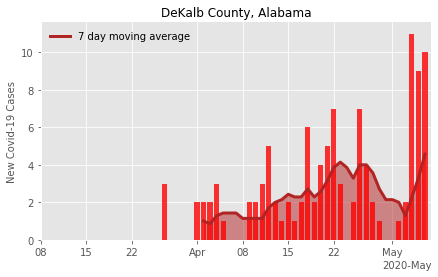 DeKalb County, Alabama
7 day moving average
New Covid-19 Cases
10
8
6
4
2
0
08 15 22 Apr 08 15 22 May
2020-May